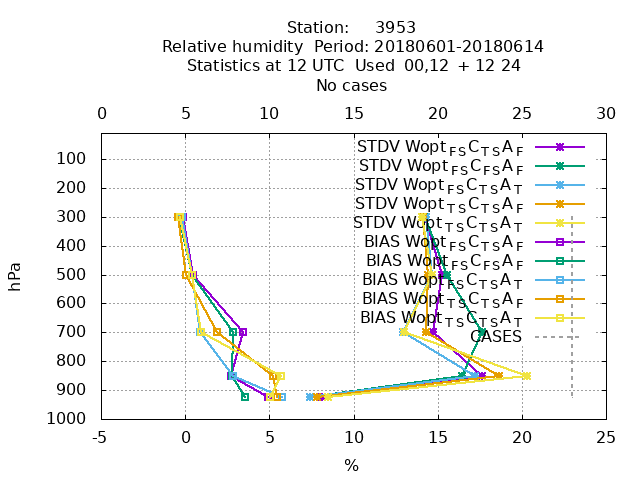 Station: 3953
Relative humidity Period: 20180601-20180614
Statistics at 12 UTC Used 00,12 + 12 24
No cases
0 5 10 15 20 25 30
STDV Wopt FS C TS A F
STDV Wopt FS C FS A F
STDV Wopt FS C TS A T
STDV Wopt TS C TS A F
STDV Wopt TS C TS A T
BIAS Wopt FS C TS A F
BIAS Wopt FS C FS A F
BIAS Wopt FS C TS A T
BIAS Wopt TS C TS A F
BIAS Wopt TS C TS A T
CASES
100
200
300
400
500
600
700
800
900
1000
hPa
-5 0 5 10 15 20 25
%